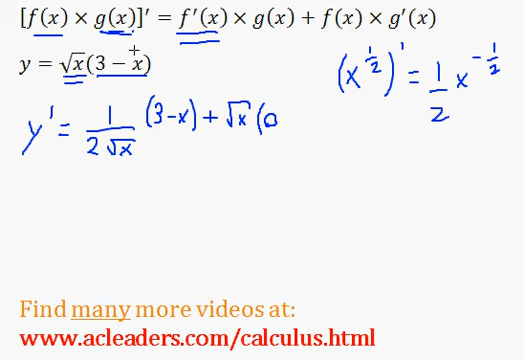 [f(x) × g(x)]′ = f′(x) × g(x) + f(x) × g′(x)
y = √x(3 − x)
(x^{1/2})' = 1/2 x^{-1/2}
y' = 1/(2√x) (3-x) + √x (0
Find many more videos at:
www.acleaders.com/calculus.html